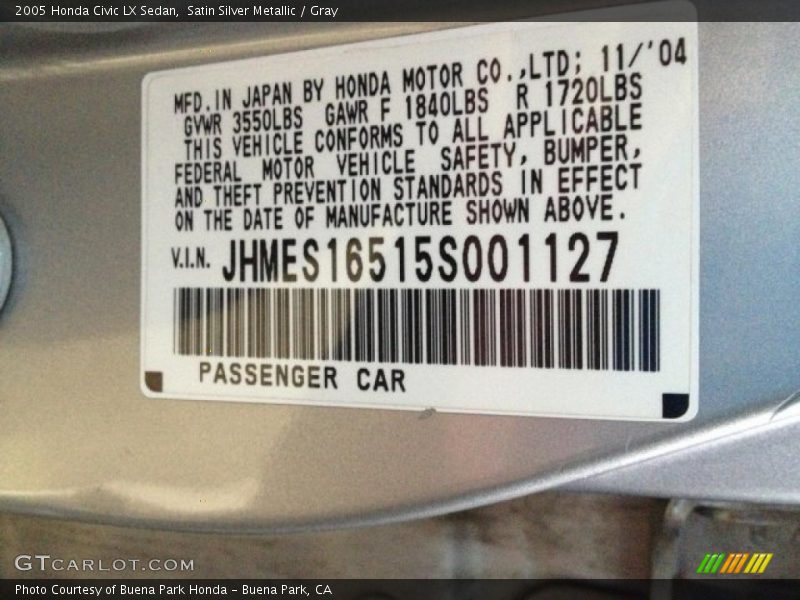 2005 Honda Civic LX Sedan, Satin Silver Metallic / Gray
MFD. IN JAPAN BY HONDA MOTOR CO.,LTD; 11/'04
GVWR 3550LBS GAWR F 1840LBS R 1720LBS
THIS VEHICLE CONFORMS TO ALL APPLICABLE
FEDERAL MOTOR VEHICLE SAFETY, BUMPER,
AND THEFT PREVENTION STANDARDS IN EFFECT
ON THE DATE OF MANUFACTURE SHOWN ABOVE.
V.I.N. JHMES16515S001127
PASSENGER CAR
GTCARLOT.COM
Photo Courtesy of Buena Park Honda - Buena Park, CA